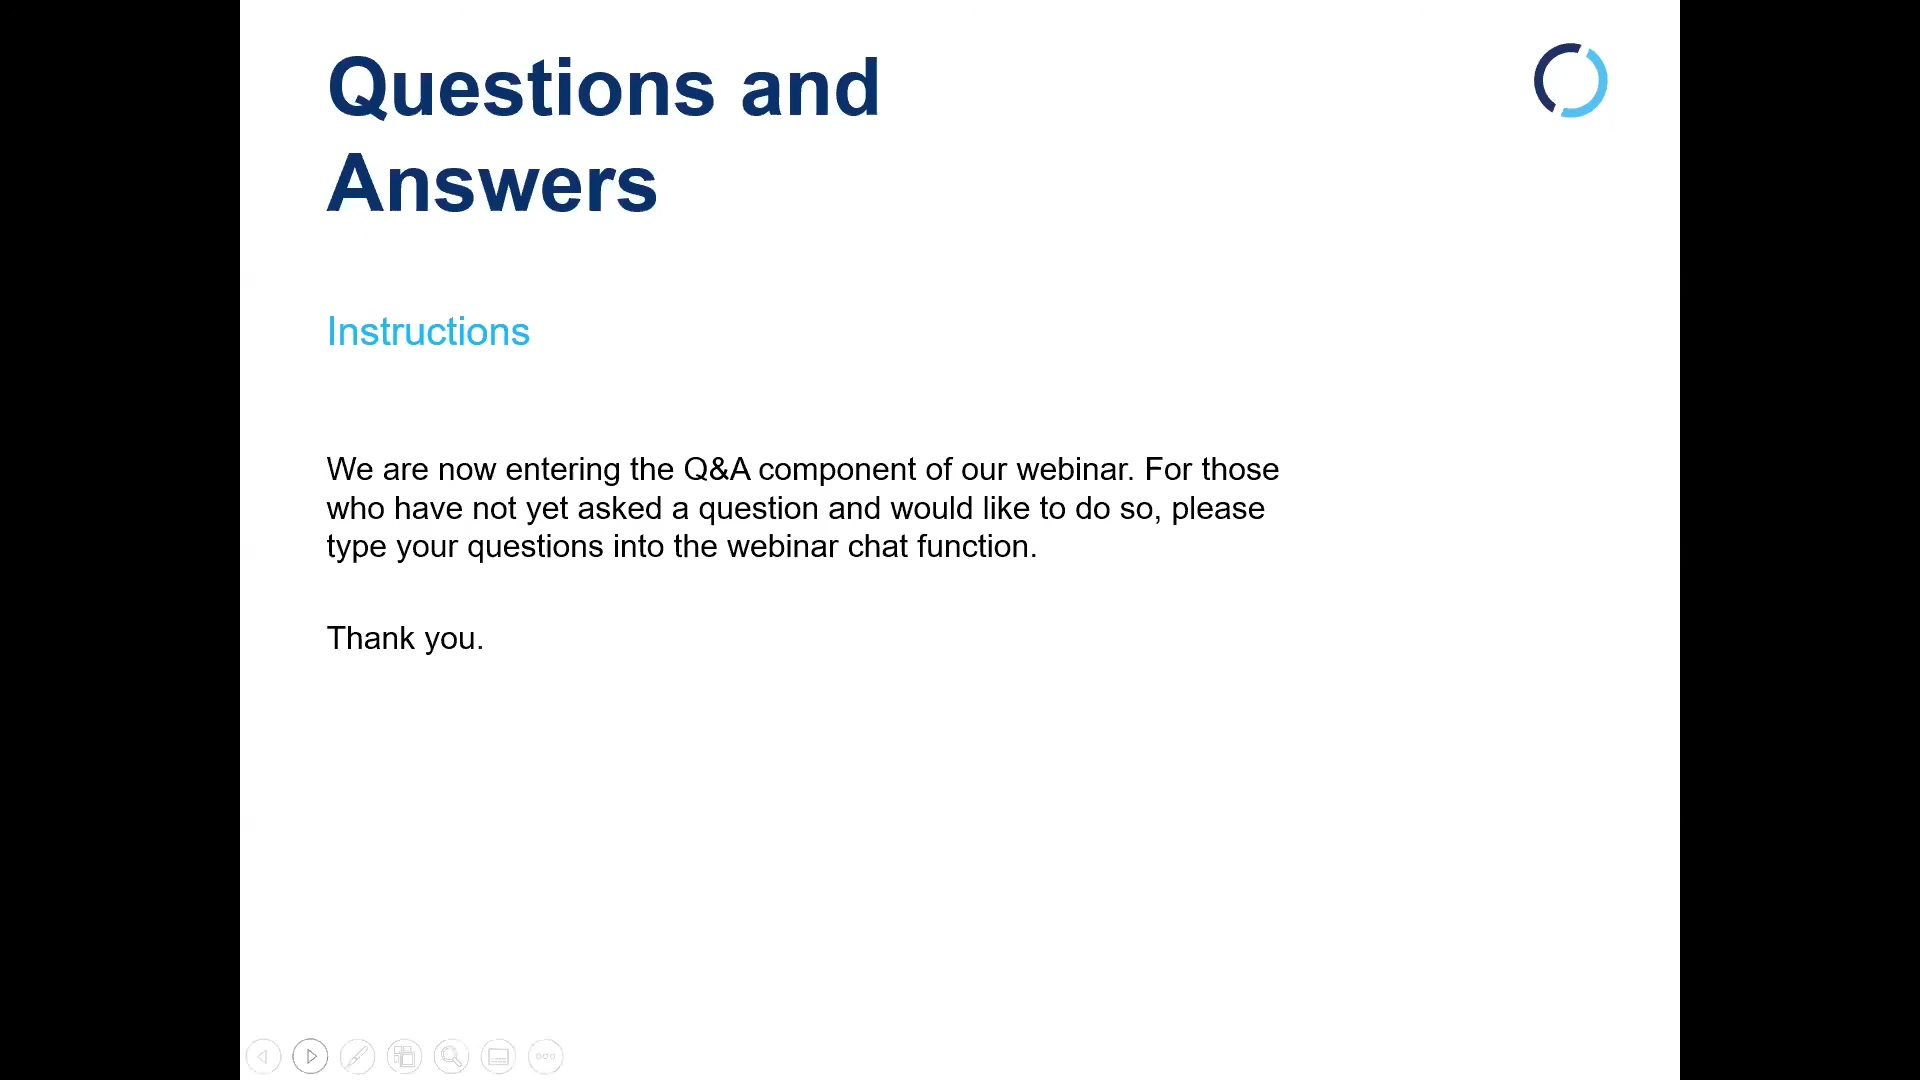 Questions and
Answers
Instructions
We are now entering the Q&A component of our webinar. For those
who have not yet asked a question and would like to do so, please
type your questions into the webinar chat function.
Thank you.